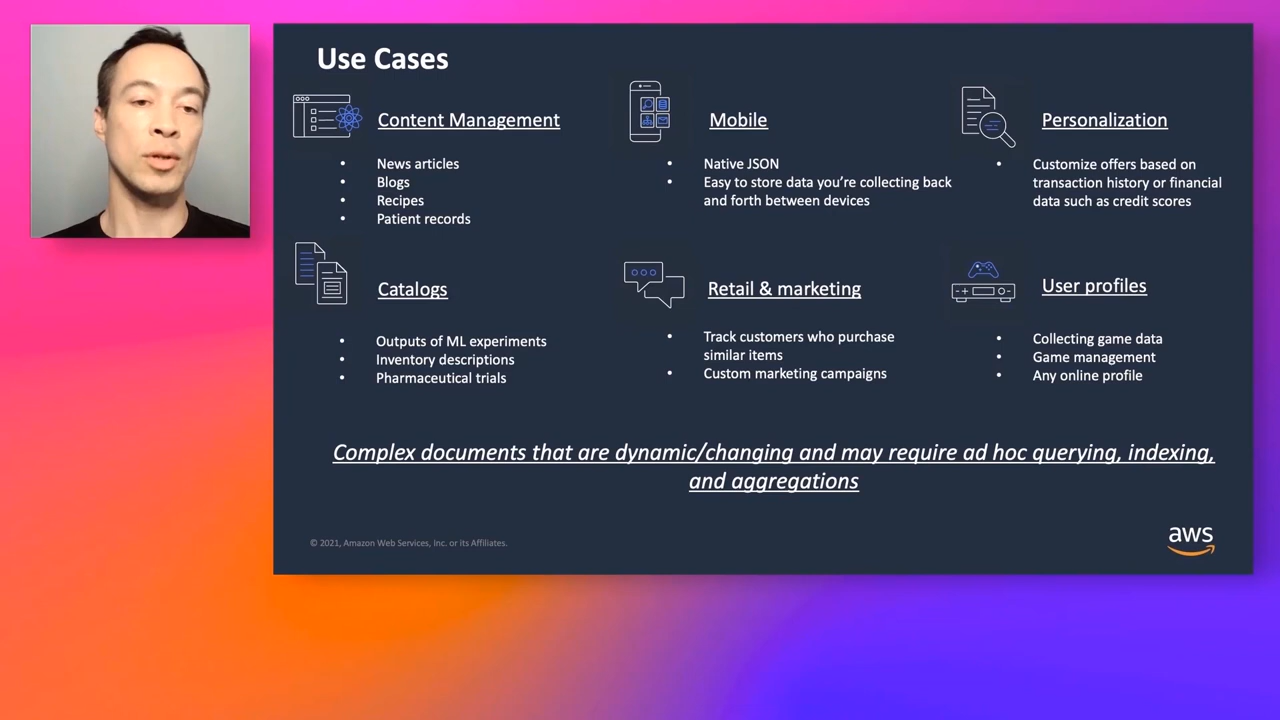 Use Cases
Content Management
• News articles
• Blogs
• Recipes
• Patient records
Mobile
• Native JSON
• Easy to store data you’re collecting back
and forth between devices
Personalization
• Customize offers based on
transaction history or financial
data such as credit scores
Catalogs
• Outputs of ML experiments
• Inventory descriptions
• Pharmaceutical trials
Retail & marketing
• Track customers who purchase
similar items
• Custom marketing campaigns
User profiles
• Collecting game data
• Game management
• Any online profile
Complex documents that are dynamic/changing and may require ad hoc querying, indexing,
and aggregations
© 2021, Amazon Web Services, Inc. or its Affiliates.
aws